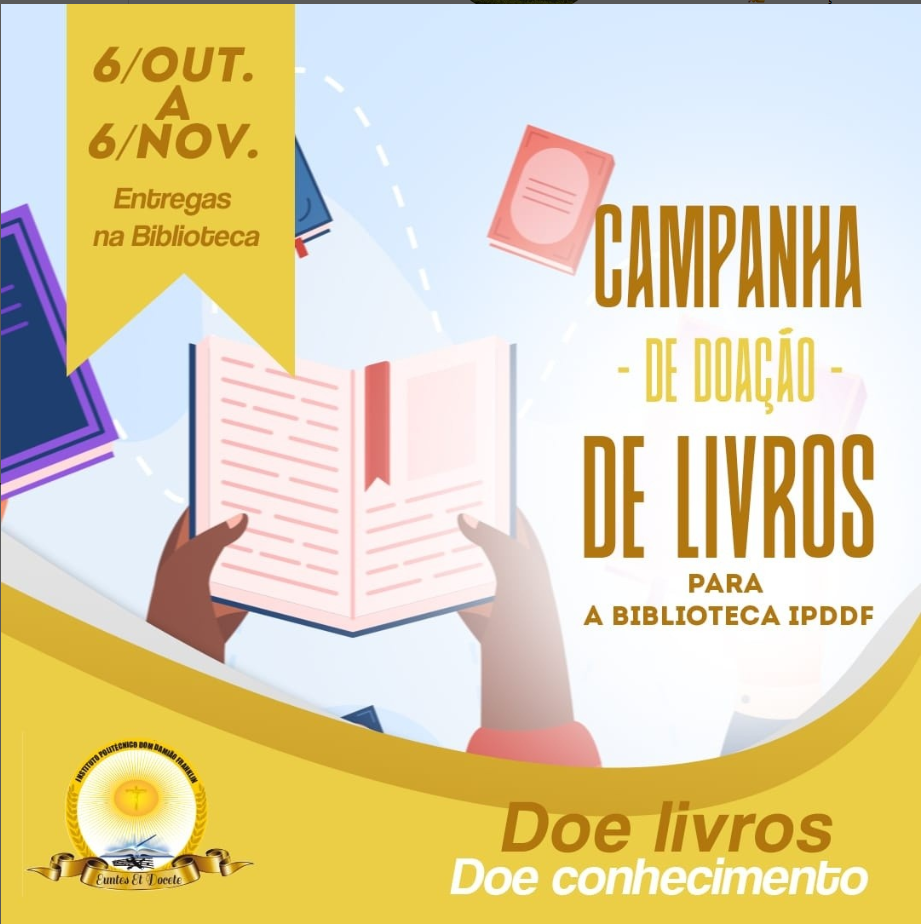 6/OUT.
A
6/NOV.
Entregas
na Biblioteca
CAMPANHA
- DE DOAÇÃO -
DE LIVROS
PARA
A BIBLIOTECA IPDDF
INSTITUTO POLITÉCNICO DOM DAMIÃO FRANKLIN
Euntes Et Docete
Doe livros
Doe conhecimento